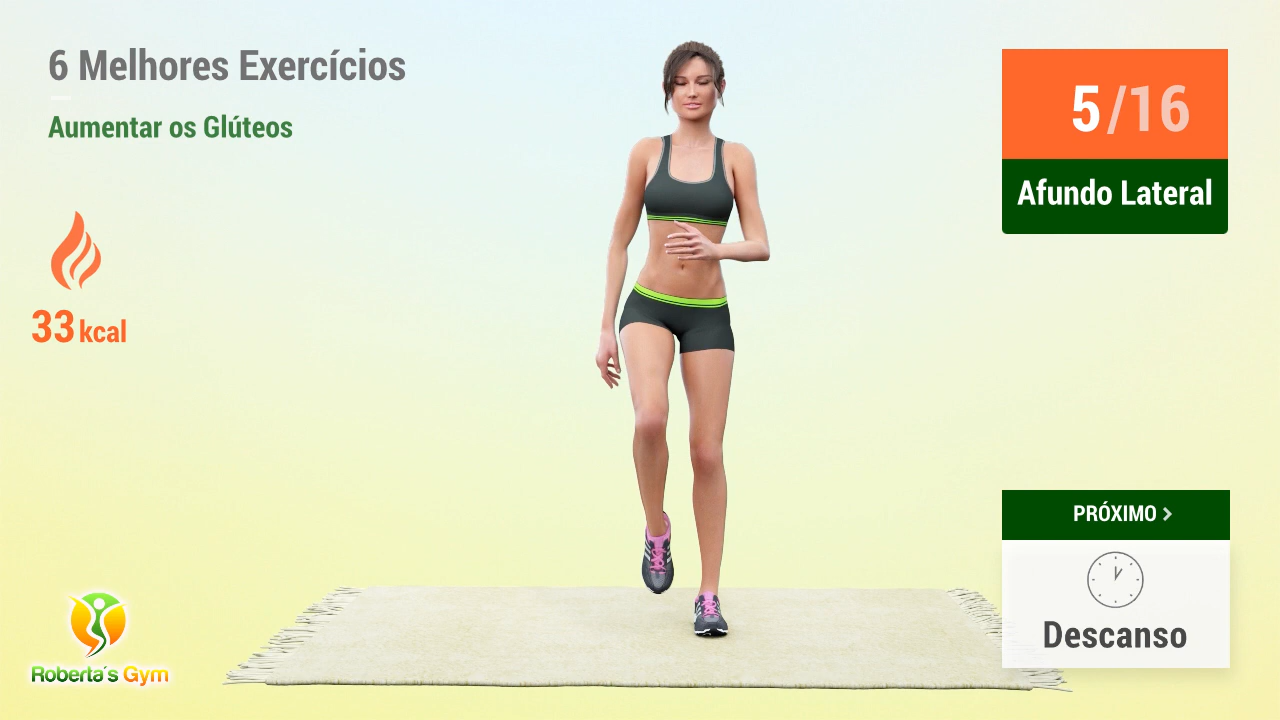 6 Melhores Exercícios
Aumentar os Glúteos
33 kcal
5/16
Afundo Lateral
PRÓXIMO >
Descanso
Roberta´s Gym